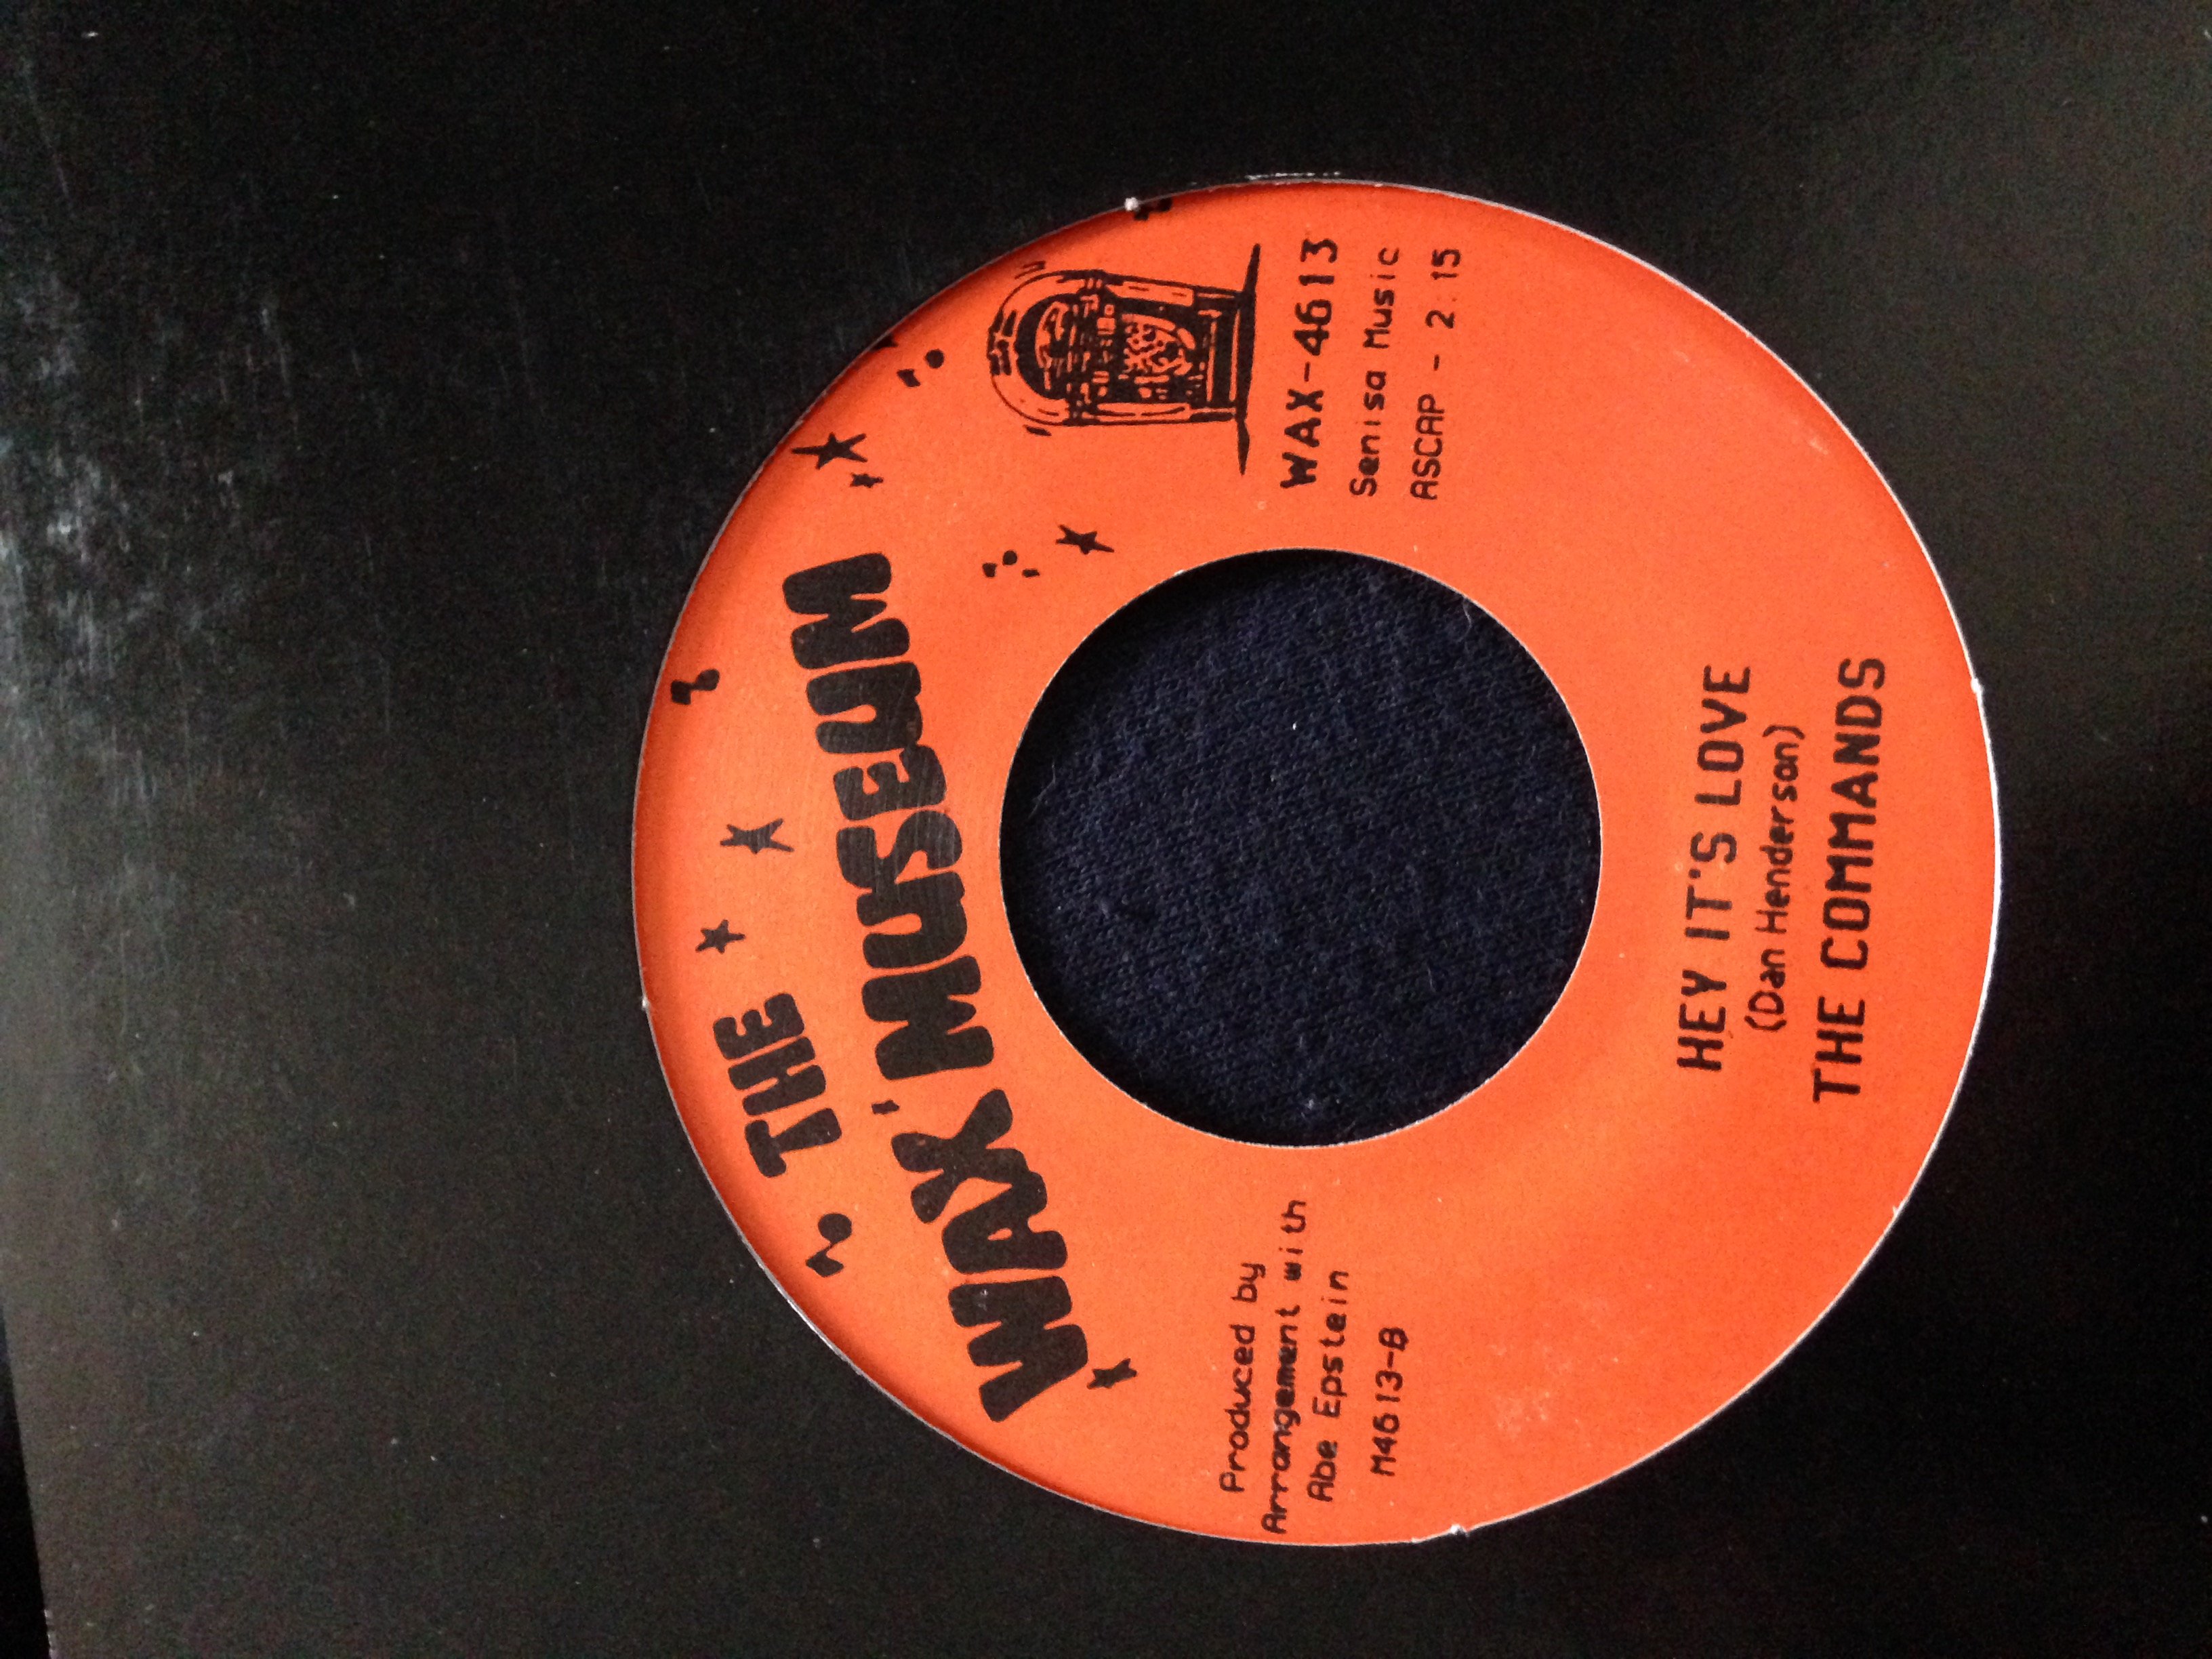 THE
WAX MUSEUM
WAX-4613
Senisa Music
ASCAP - 2:15
Produced by
Arrangement with
Abe Epstein
M4613-B
HEY IT'S LOVE
(Dan Henderson)
THE COMMANDS